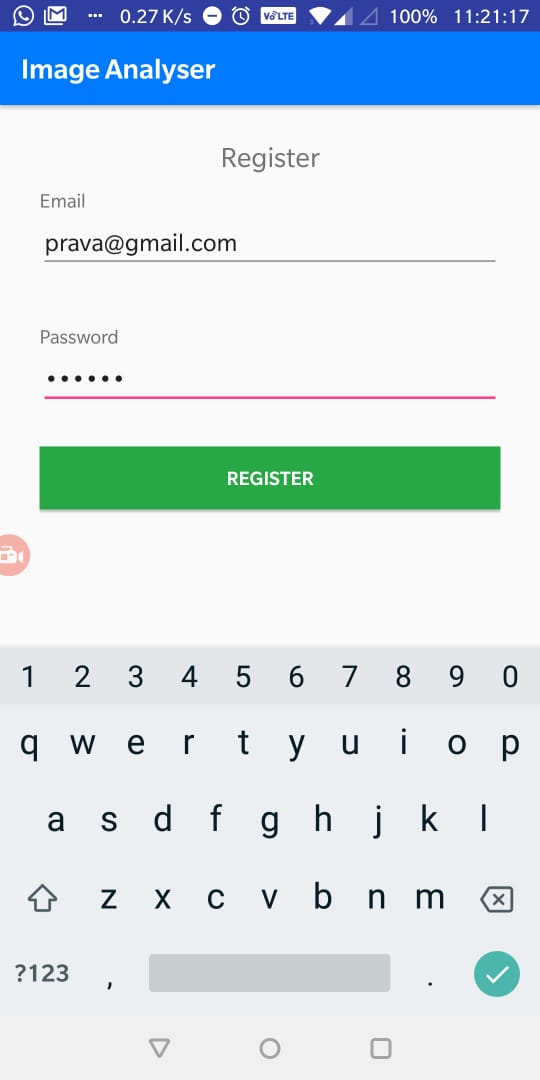 0.27 K/s VoLTE 100% 11:21:17
Image Analyser
Register
Email
prava@gmail.com
Password
••••••
REGISTER
1 2 3 4 5 6 7 8 9 0
q w e r t y u i o p
a s d f g h j k l
z x c v b n m
?123 , .